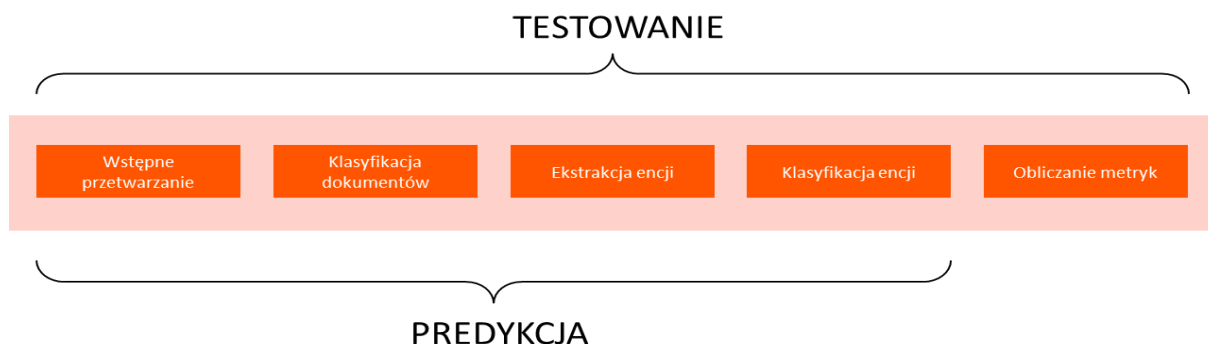 TESTOWANIE
Wstępne
przetwarzanie
Klasyfikacja
dokumentów
Ekstrakcja encji
Klasyfikacja encji
Obliczanie metryk
PREDYKCJA